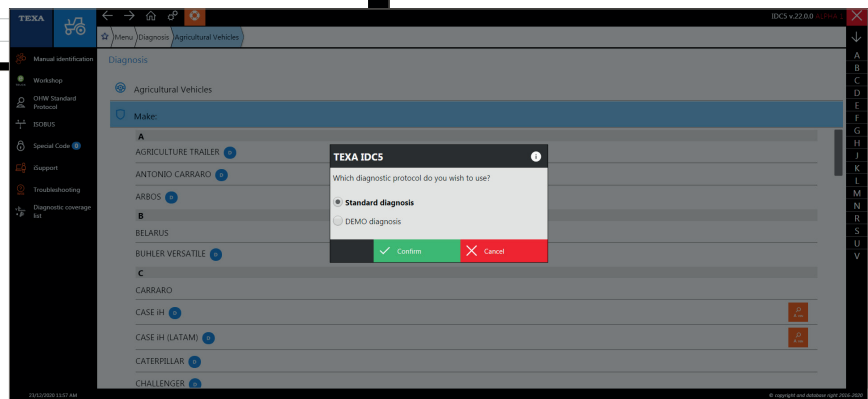 TEXA
IDC5 v.22.0.0
Menu
Diagnosis
Agricultural Vehicles
Manual identification
Workshop
OHW Standard
Protocol
ISOBUS
Special Code D
iSupport
Troubleshooting
Diagnostic coverage
list
Diagnosis
Agricultural Vehicles
Make:
A
AGRICULTURE TRAILER D
ANTONIO CARRARO D
ARBOS D
B
BELARUS
BUHLER VERSATILE D
C
CARRARO
CASE iH D
CASE iH (LATAM) D
CATERPILLAR D
CHALLENGER D
TEXA IDC5
Which diagnostic protocol do you wish to use?
Standard diagnosis
DEMO diagnosis
Confirm
Cancel
A
B
C
D
E
F
G
H
J
K
L
M
N
R
S
U
V
23/12/2020 11:57 AM
© copyright and database right 2016-2020